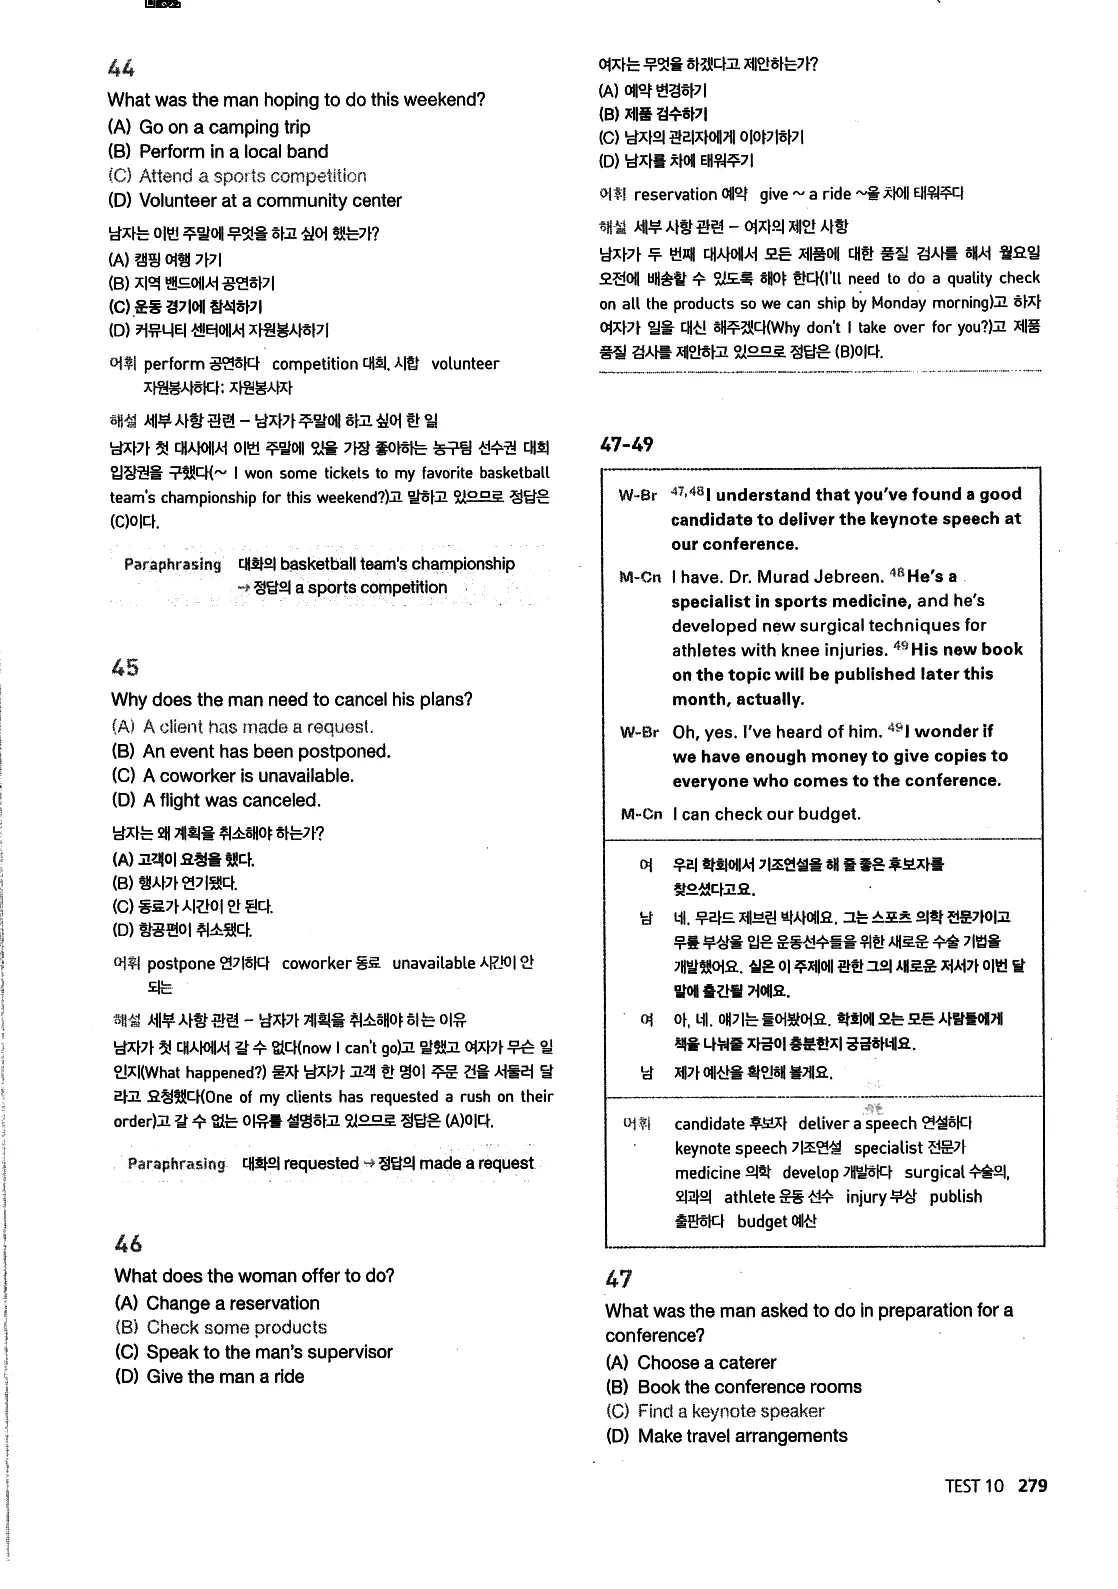 44
What was the man hoping to do this weekend?
(A) Go on a camping trip
(B) Perform in a local band
(C) Attend a sports competition
(D) Volunteer at a community center
남자는 이번 주말에 무엇을 하고 싶어 했는가?
(A) 캠핑 여행 가기
(B) 지역 밴드에서 공연하기
(C) 운동 경기에 참석하기
(D) 커뮤니티 센터에서 자원봉사하기
어휘 perform 공연하다 competition 대회, 시합 volunteer
자원봉사하다; 자원봉사자
해설 세부 사항 관련 – 남자가 주말에 하고 싶어 한 일
남자가 첫 대사에서 이번 주말에 있을 가장 좋아하는 농구팀 선수권 대회
입장권을 구했다(~ I won some tickets to my favorite basketball
team's championship for this weekend?)고 말하고 있으므로 정답은
(C)이다.
Paraphrasing 대화의 basketball team's championship
→ 정답의 a sports competition
45
Why does the man need to cancel his plans?
(A) A client has made a request.
(B) An event has been postponed.
(C) A coworker is unavailable.
(D) A flight was canceled.
남자는 왜 계획을 취소해야 하는가?
(A) 고객이 요청을 했다.
(B) 행사가 연기됐다.
(C) 동료가 시간이 안 된다.
(D) 항공편이 취소됐다.
어휘 postpone 연기하다 coworker 동료 unavailable 시간이 안
되는
해설 세부 사항 관련 – 남자가 계획을 취소해야 하는 이유
남자가 첫 대사에서 갈 수 없다(now I can't go)고 말했고 여자가 무슨 일
인지(What happened?) 묻자 남자가 고객 한 명이 주문 건을 서둘러 달
라고 요청했다(One of my clients has requested a rush on their
order)고 갈 수 없는 이유를 설명하고 있으므로 정답은 (A)이다.
Paraphrasing 대화의 requested → 정답의 made a request
46
What does the woman offer to do?
(A) Change a reservation
(B) Check some products
(C) Speak to the man's supervisor
(D) Give the man a ride
여자는 무엇을 하겠다고 제안하는가?
(A) 예약 변경하기
(B) 제품 검수하기
(C) 남자의 관리자에게 이야기하기
(D) 남자를 차에 태워주기
어휘 reservation 예약 give ~ a ride ~을 차에 태워주다
해설 세부 사항 관련 – 여자의 제안 사항
남자가 두 번째 대사에서 모든 제품에 대한 품질 검사를 해서 월요일
오전에 배송할 수 있도록 해야 한다(I'll need to do a quality check
on all the products so we can ship by Monday morning)고 하자
여자가 일을 대신 해주겠다(Why don't I take over for you?)고 제품
품질 검사를 제안하고 있으므로 정답은 (B)이다.
47-49
W-Br 47,48I understand that you've found a good
candidate to deliver the keynote speech at
our conference.
M-Cn I have. Dr. Murad Jebreen. 48He's a
specialist in sports medicine, and he's
developed new surgical techniques for
athletes with knee injuries. 49His new book
on the topic will be published later this
month, actually.
W-Br Oh, yes. I've heard of him. 49I wonder if
we have enough money to give copies to
everyone who comes to the conference.
M-Cn I can check our budget.
여 우리 학회에서 기조연설을 해 줄 좋은 후보자를
찾으셨다고요.
남 네. 무라드 제브린 박사예요. 그는 스포츠 의학 전문가이고
무릎 부상을 입은 운동선수들을 위한 새로운 수술 기법을
개발했어요. 실은 이 주제에 관한 그의 새로운 저서가 이번 달
말에 출간될 거예요.
여 아, 네. 얘기는 들어봤어요. 학회에 오는 모든 사람들에게
책을 나눠줄 자금이 충분한지 궁금하네요.
남 제가 예산을 확인해 볼게요.
어휘 candidate 후보자 deliver a speech 연설하다
keynote speech 기조연설 specialist 전문가
medicine 의학 develop 개발하다 surgical 수술의,
외과의 athlete 운동 선수 injury 부상 publish
출판하다 budget 예산
47
What was the man asked to do in preparation for a
conference?
(A) Choose a caterer
(B) Book the conference rooms
(C) Find a keynote speaker
(D) Make travel arrangements
TEST 10 279